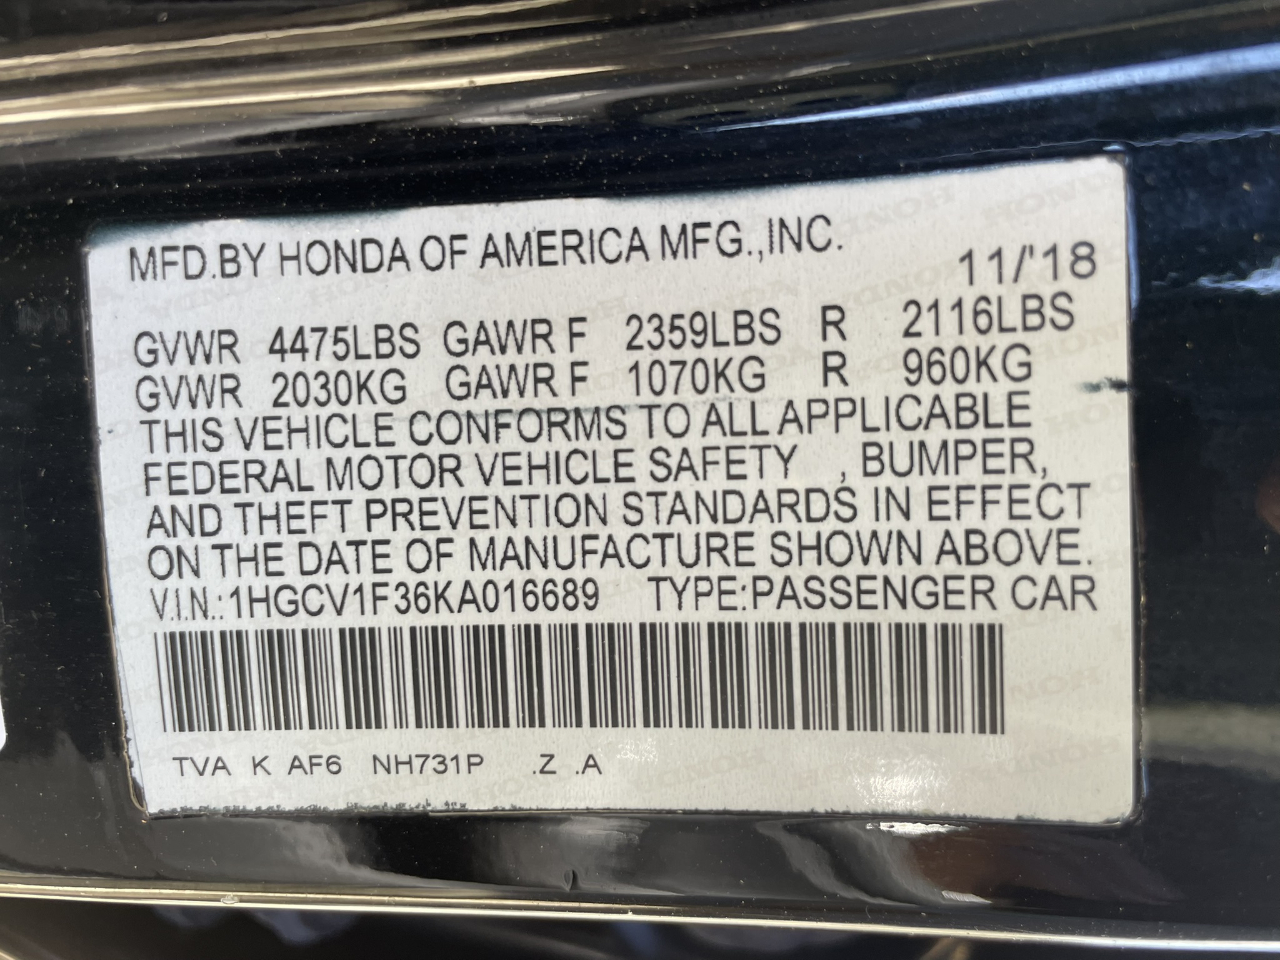 MFD.BY HONDA OF AMERICA MFG.,INC.
11/'18
GVWR 4475LBS GAWR F 2359LBS R 2116LBS
GVWR 2030KG GAWR F 1070KG R 960KG
THIS VEHICLE CONFORMS TO ALL APPLICABLE
FEDERAL MOTOR VEHICLE SAFETY , BUMPER,
AND THEFT PREVENTION STANDARDS IN EFFECT
ON THE DATE OF MANUFACTURE SHOWN ABOVE.
V.I.N.:1HGCV1F36KA016689 TYPE:PASSENGER CAR
TVA K AF6 NH731P .Z .A